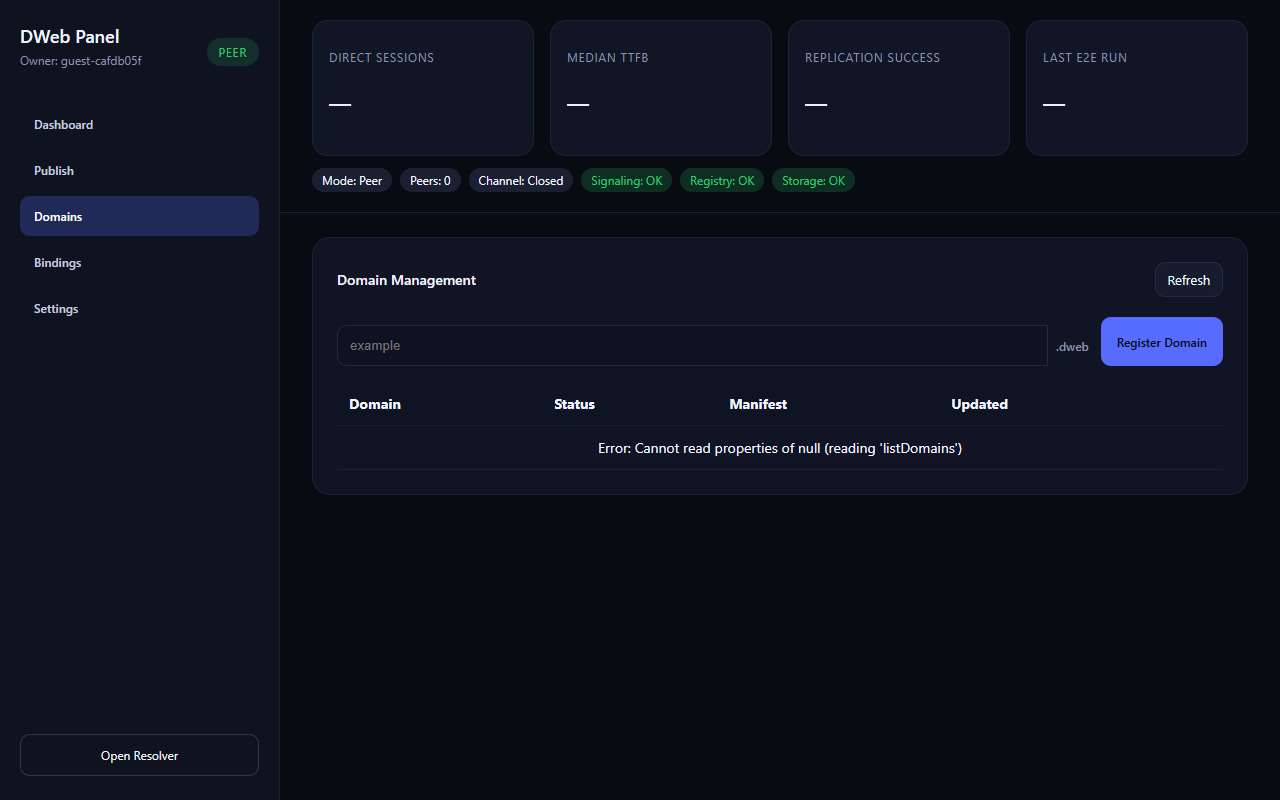 DWeb Panel
Owner: guest-cafdb05f
PEER
Dashboard
Publish
Domains
Bindings
Settings
Open Resolver
DIRECT SESSIONS
—
MEDIAN TTFB
—
REPLICATION SUCCESS
—
LAST E2E RUN
—
Mode: Peer
Peers: 0
Channel: Closed
Signaling: OK
Registry: OK
Storage: OK
Domain Management
Refresh
example
.dweb
Register Domain
Domain Status Manifest Updated
Error: Cannot read properties of null (reading 'listDomains')